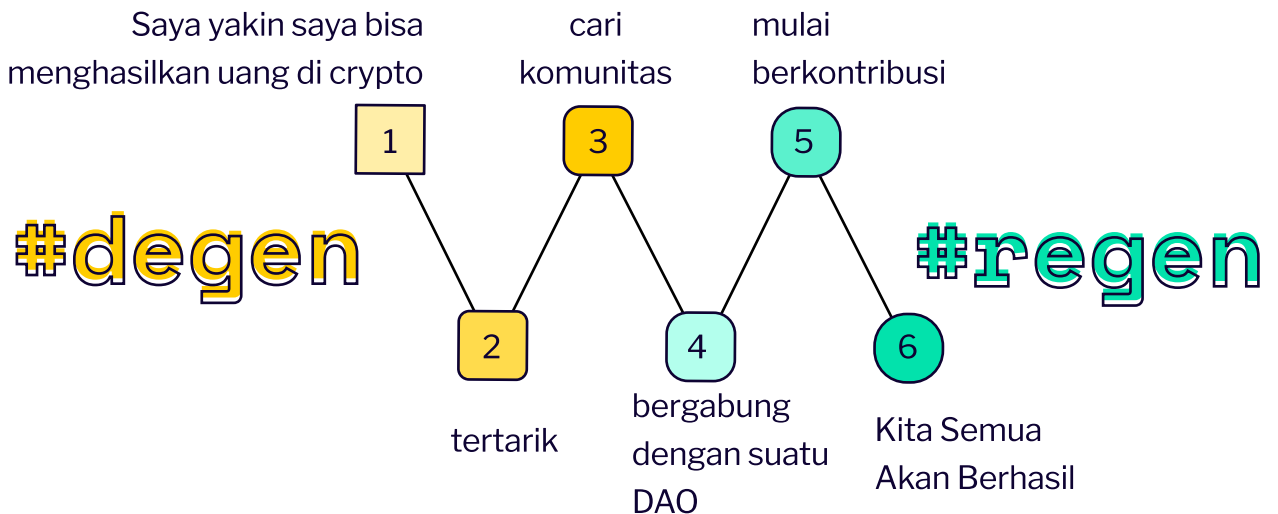 Saya yakin saya bisa
menghasilkan uang di crypto
cari
komunitas
mulai
berkontribusi
1
3
5
#degen
#regen
2
4
6
tertarik
bergabung
dengan suatu
DAO
Kita Semua
Akan Berhasil